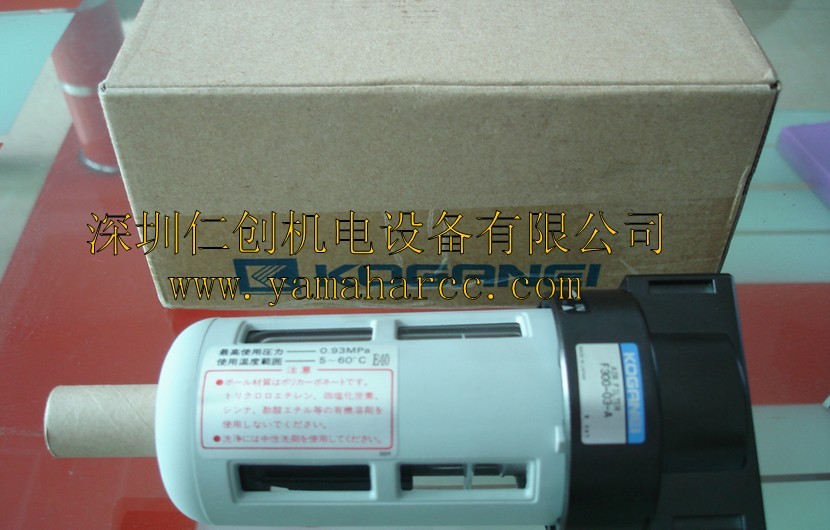 深圳仁创机电设备有限公司
KOGANEI
www.yamaharcc.com
最高使用圧力 0.93MPa
使用温度範囲 5~60℃ E40
注意
●ボール材質はポリカーボネートです。
トリクロロエチレン、四塩化炭素、
シンナ、酢酸エチル等の有機溶剤を
使用しないでください。
●洗浄には中性洗剤を使用してください。
KOGANEI
F300-03-A